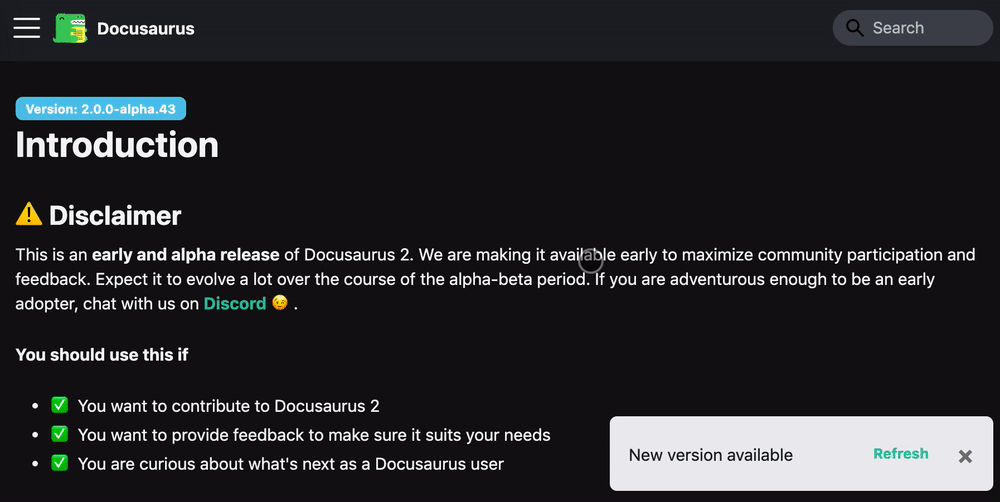 Docusaurus
Search
Version: 2.0.0-alpha.43
Introduction
⚠️ Disclaimer
This is an early and alpha release of Docusaurus 2. We are making it available early to maximize community participation and
feedback. Expect it to evolve a lot over the course of the alpha-beta period. If you are adventurous enough to be an early
adopter, chat with us on Discord 😉 .
You should use this if
• ✅ You want to contribute to Docusaurus 2
• ✅ You want to provide feedback to make sure it suits your needs
• ✅ You are curious about what's next as a Docusaurus user
New version available
Refresh